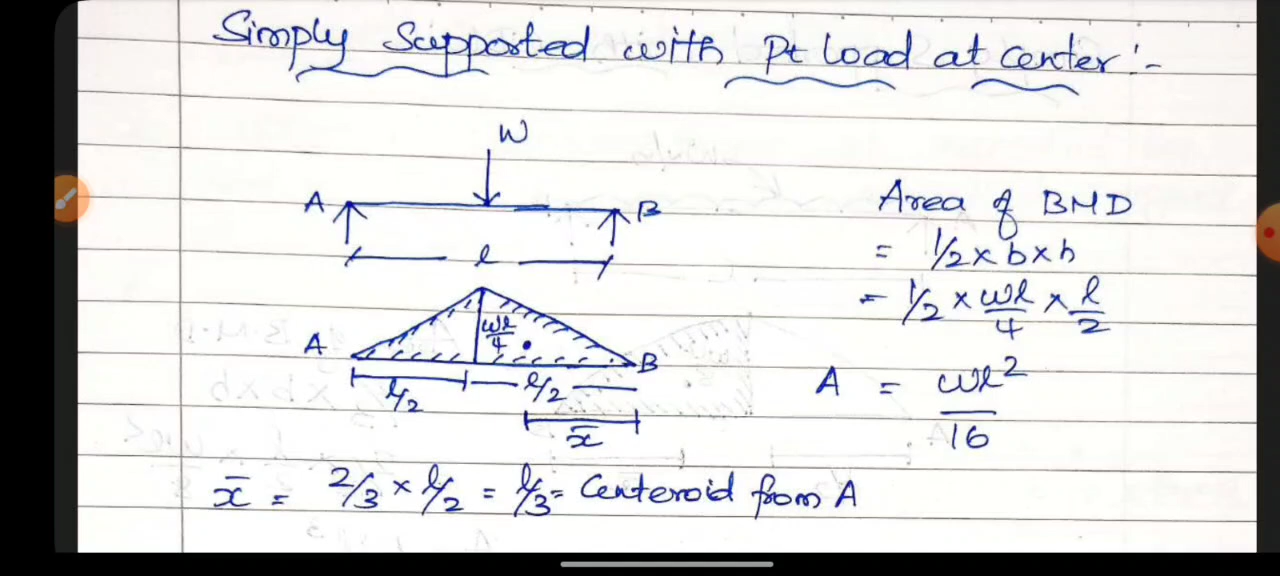 Simply Supported with Pt load at center :-
W
A B
l
Area of BMD
= 1/2 x b x h
= 1/2 x wl/4 x l/2
A = wl²/16
wl/4
A B
l/2 l/2
x̄
x̄ = 2/3 x l/2 = l/3 = Centeroid from A